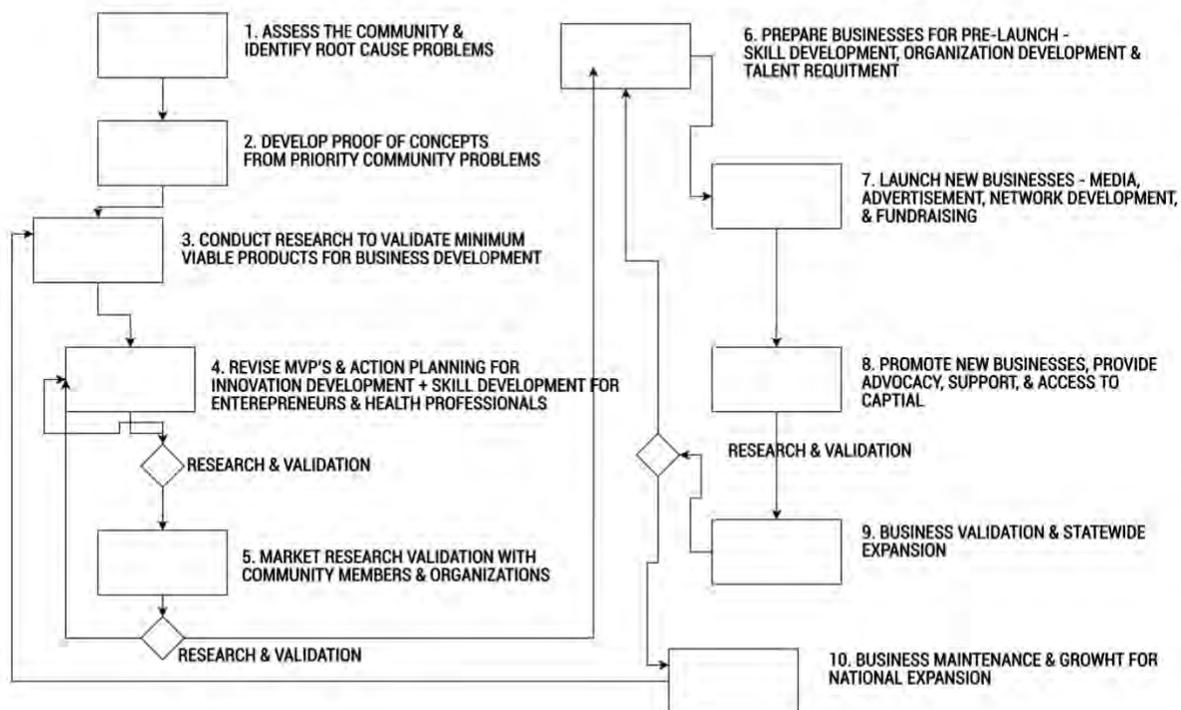 1. ASSESS THE COMMUNITY &
IDENTIFY ROOT CAUSE PROBLEMS
2. DEVELOP PROOF OF CONCEPTS
FROM PRIORITY COMMUNITY PROBLEMS
3. CONDUCT RESEARCH TO VALIDATE MINIMUM
VIABLE PRODUCTS FOR BUSINESS DEVELOPMENT
4. REVISE MVP'S & ACTION PLANNING FOR
INNOVATION DEVELOPMENT + SKILL DEVELOPMENT FOR
ENTEREPRENEURS & HEALTH PROFESSIONALS
RESEARCH & VALIDATION
5. MARKET RESEARCH VALIDATION WITH
COMMUNITY MEMBERS & ORGANIZATIONS
RESEARCH & VALIDATION
6. PREPARE BUSINESSES FOR PRE-LAUNCH -
SKILL DEVELOPMENT, ORGANIZATION DEVELOPMENT &
TALENT REQUITMENT
7. LAUNCH NEW BUSINESSES - MEDIA,
ADVERTISEMENT, NETWORK DEVELOPMENT,
& FUNDRAISING
8. PROMOTE NEW BUSINESSES, PROVIDE
ADVOCACY, SUPPORT, & ACCESS TO
CAPTIAL
RESEARCH & VALIDATION
9. BUSINESS VALIDATION & STATEWIDE
EXPANSION
10. BUSINESS MAINTENANCE & GROWHT FOR
NATIONAL EXPANSION